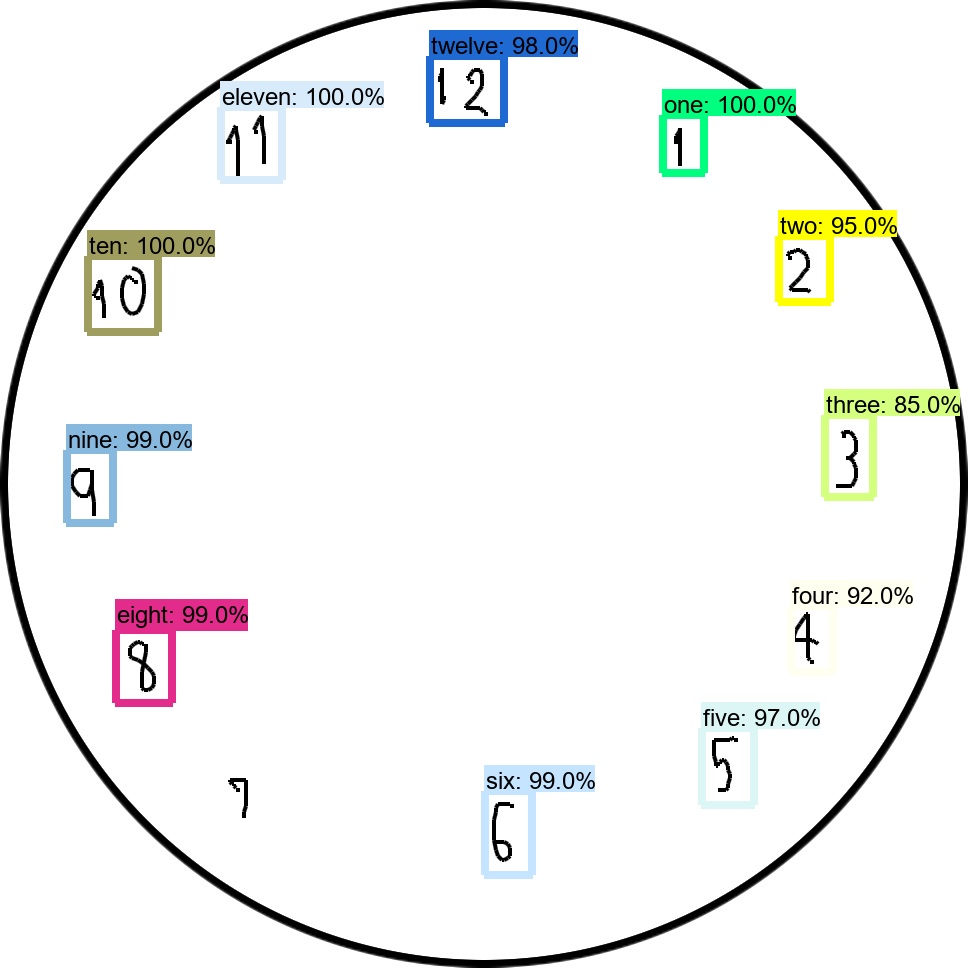 twelve: 98.0%
12
eleven: 100.0%
11
one: 100.0%
1
two: 95.0%
2
ten: 100.0%
10
three: 85.0%
3
nine: 99.0%
9
four: 92.0%
4
eight: 99.0%
8
five: 97.0%
5
six: 99.0%
6
7